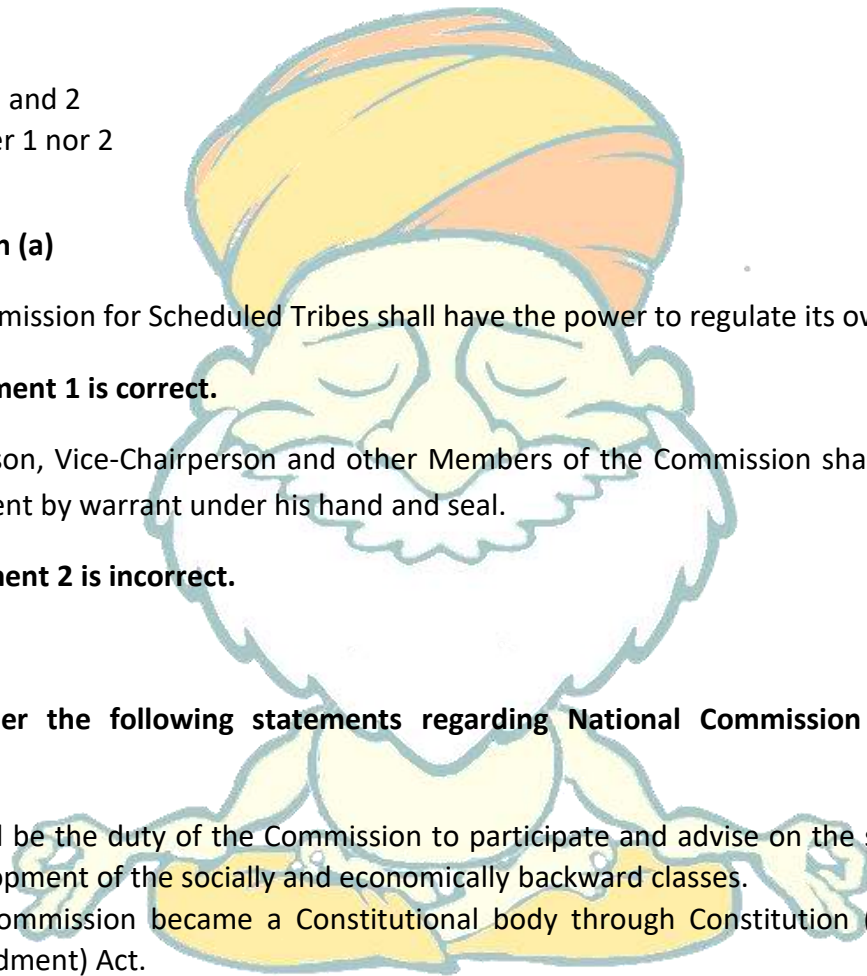 and 2
er 1 nor 2
n (a)
mission for Scheduled Tribes shall have the power to regulate its ow
ment 1 is correct.
son, Vice-Chairperson and other Members of the Commission sha
ent by warrant under his hand and seal.
ment 2 is incorrect.
er the following statements regarding National Commission
l be the duty of the Commission to participate and advise on the s
opment of the socially and economically backward classes.
ommission became a Constitutional body through Constitution (
dment) Act.